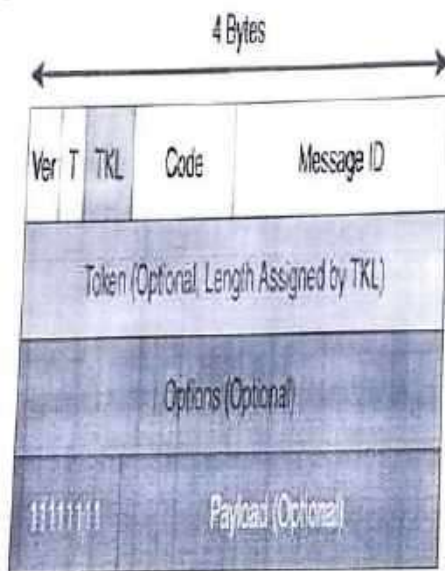 4 Bytes
Ver T TKL Code Message ID
Token (Optional, Length Assigned by TKL)
Options (Optional)
11111111 Payload (Optional)